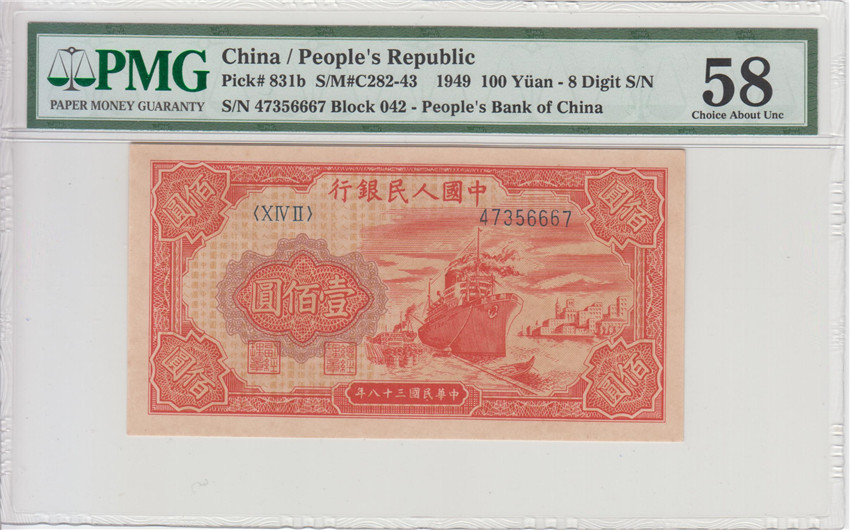 PMG
PAPER MONEY GUARANTY
China / People's Republic
Pick# 831b S/M#C282-43 1949 100 Yüan - 8 Digit S/N
S/N 47356667 Block 042 - People's Bank of China
58
Choice About Unc
行銀民人國中
⟨XIVII⟩
47356667
圓佰
圓佰
圓佰壹
圓佰
圓佰
年八十三國民華中